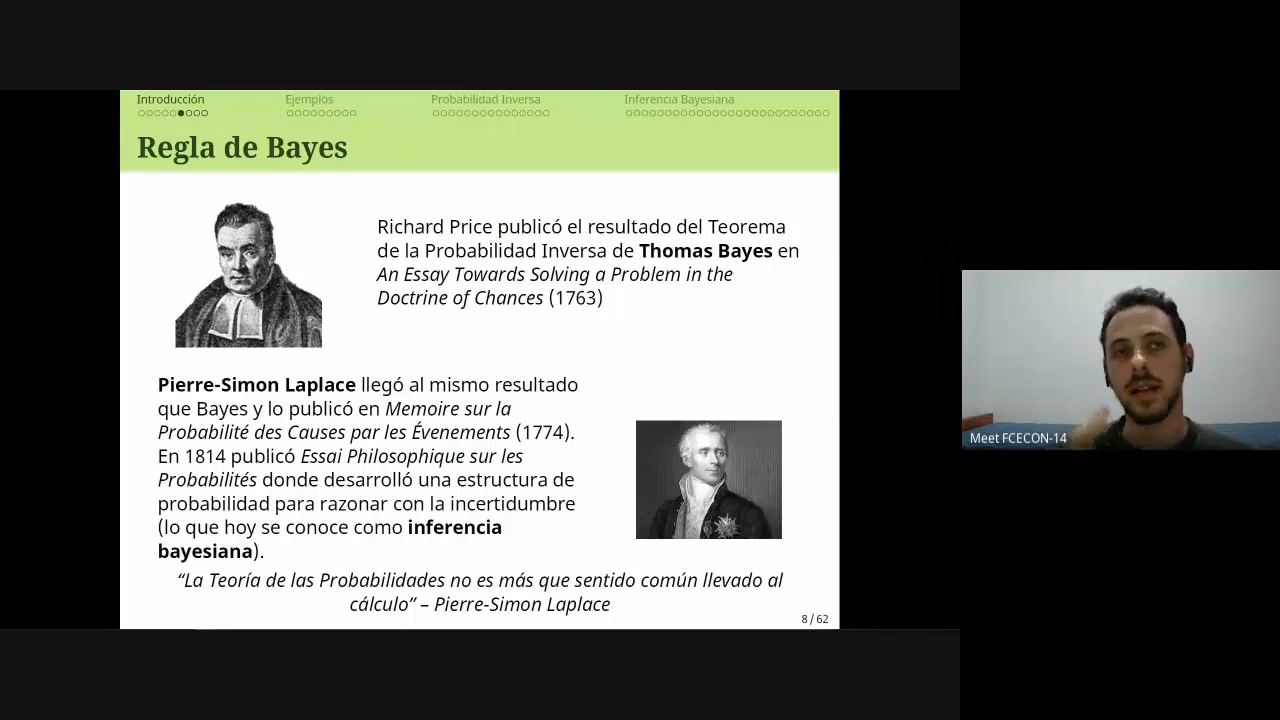 Introducción
Ejemplos
Probabilidad Inversa
Inferencia Bayesiana
Regla de Bayes
Richard Price publicó el resultado del Teorema
de la Probabilidad Inversa de Thomas Bayes en
An Essay Towards Solving a Problem in the
Doctrine of Chances (1763)
Pierre-Simon Laplace llegó al mismo resultado
que Bayes y lo publicó en Memoire sur la
Probabilité des Causes par les Évenements (1774).
En 1814 publicó Essai Philosophique sur les
Probabilités donde desarrolló una estructura de
probabilidad para razonar con la incertidumbre
(lo que hoy se conoce como inferencia
bayesiana).
“La Teoría de las Probabilidades no es más que sentido común llevado al
cálculo” – Pierre-Simon Laplace
8 / 62
Meet FCECON-14